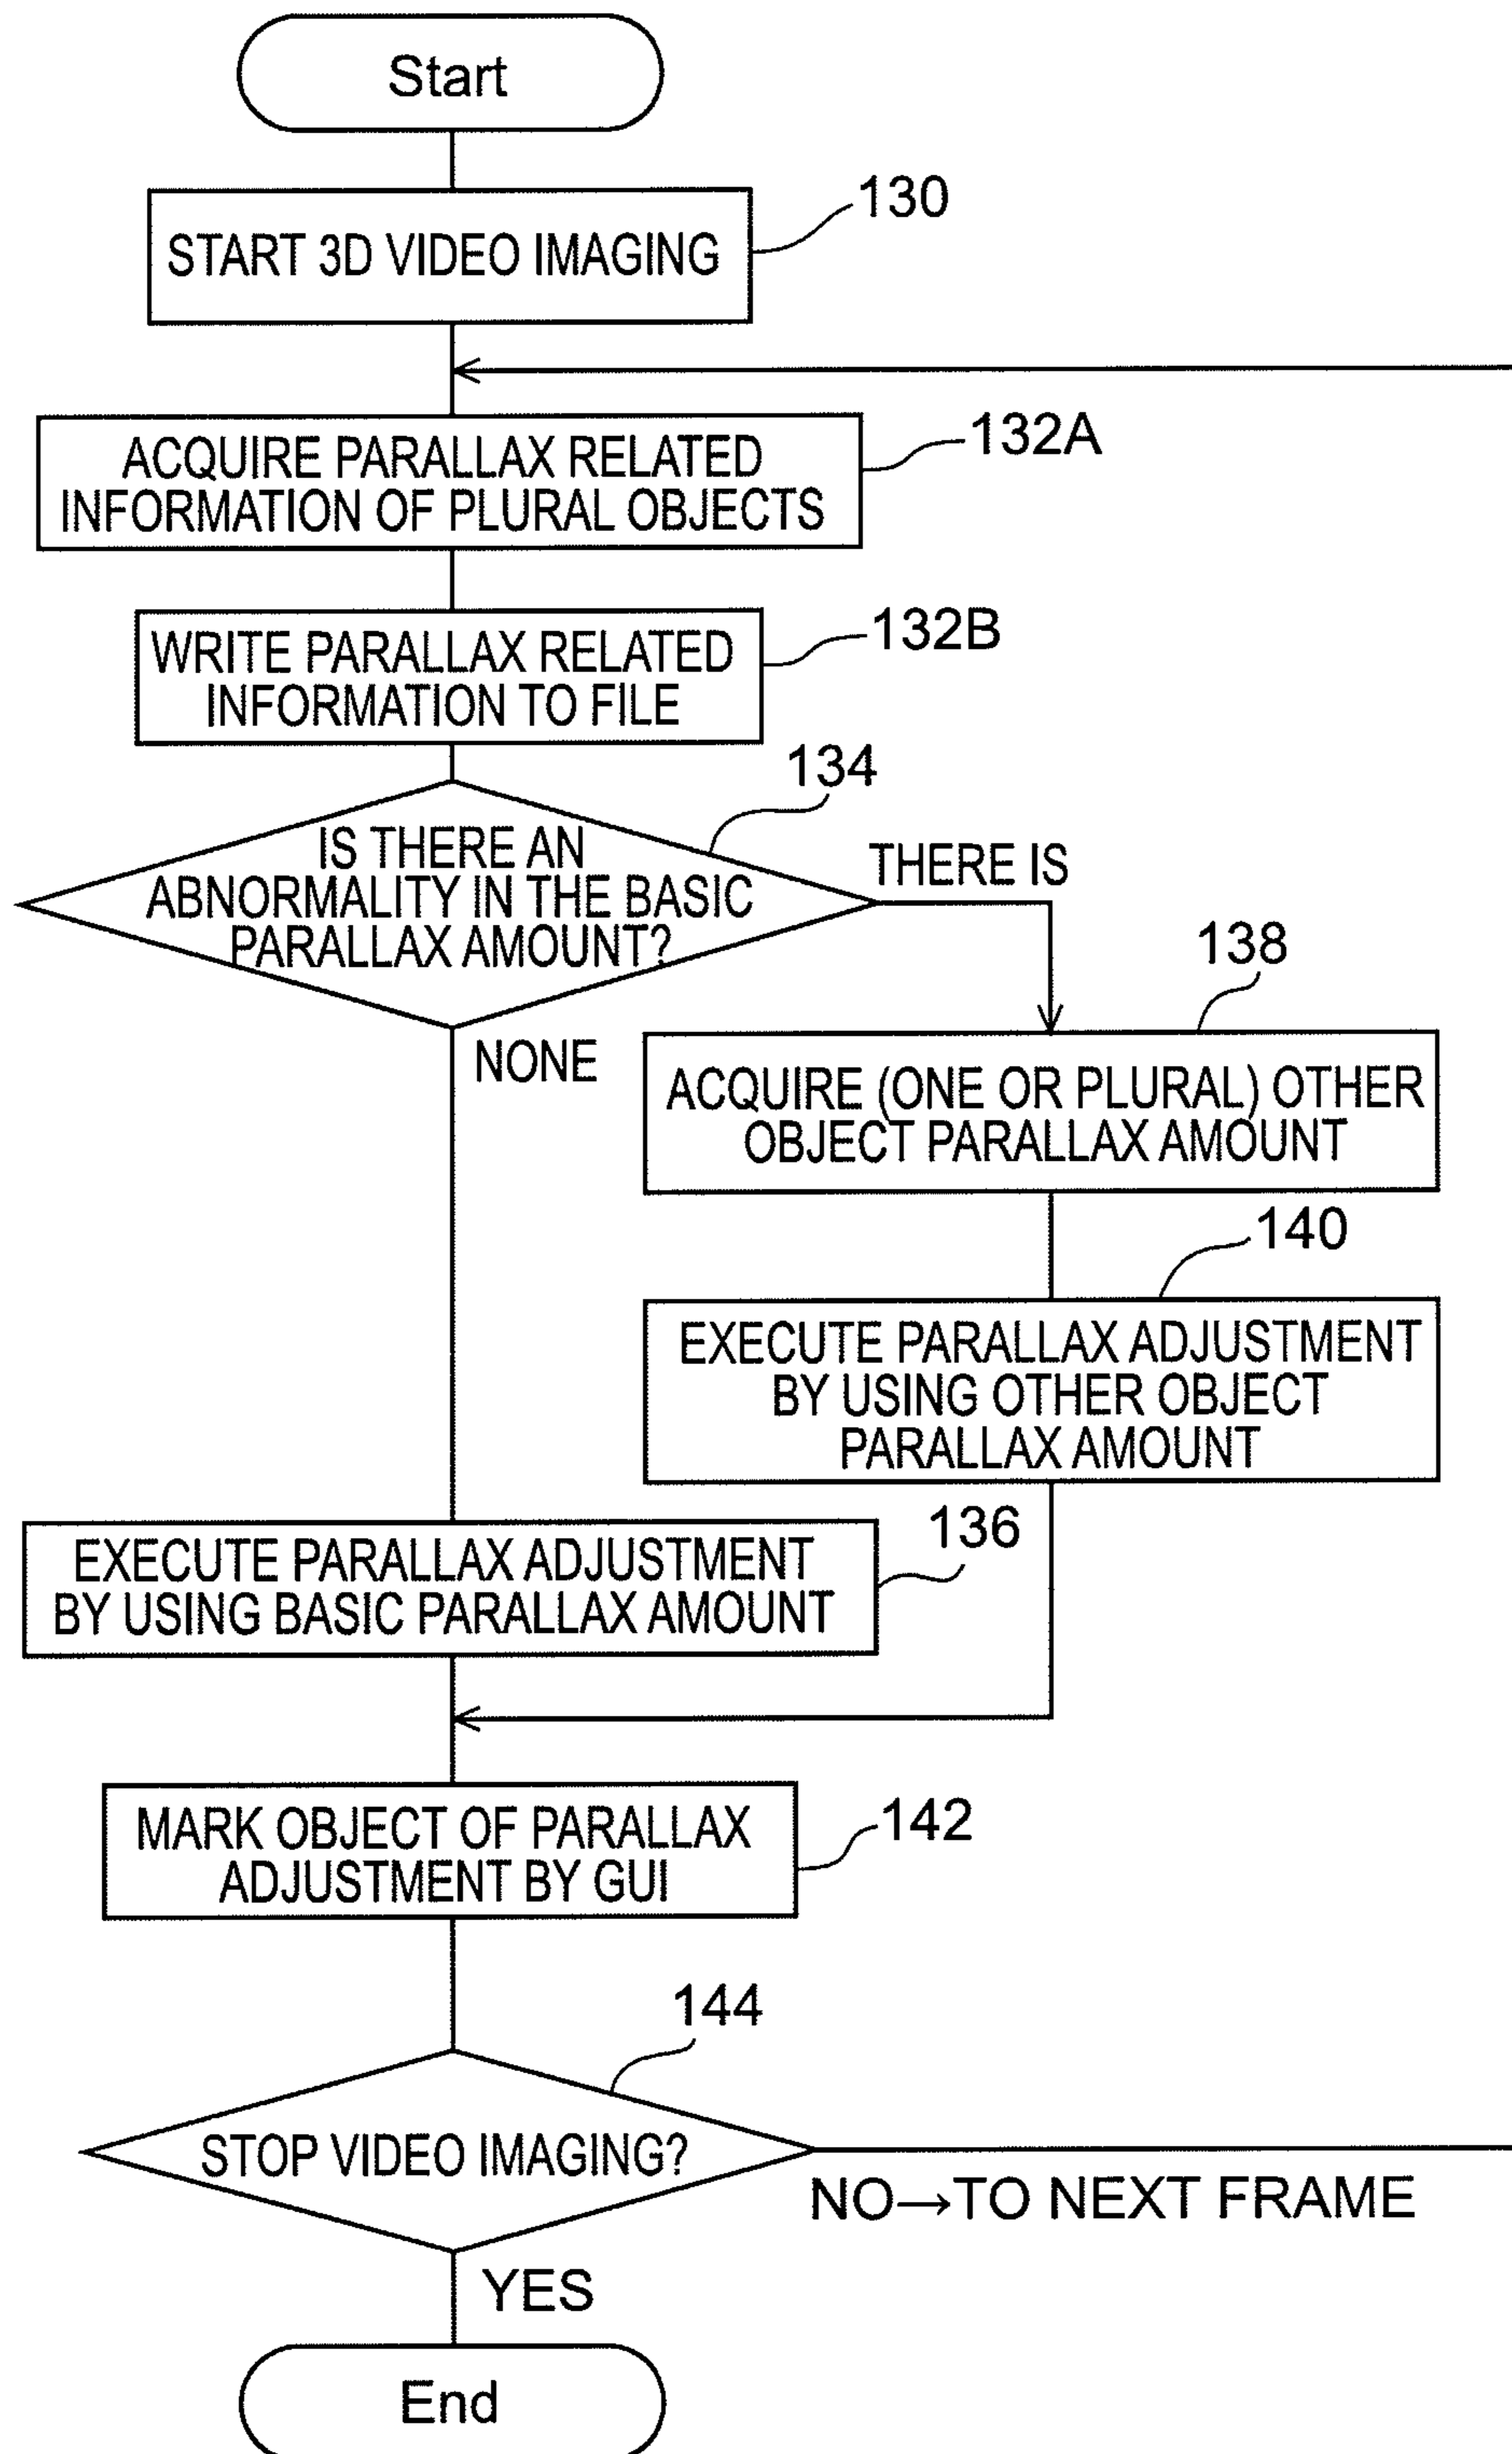 Start
130
START 3D VIDEO IMAGING
132A
ACQUIRE PARALLAX RELATED
INFORMATION OF PLURAL OBJECTS
132B
WRITE PARALLAX RELATED
INFORMATION TO FILE
134
IS THERE AN
ABNORMALITY IN THE BASIC
PARALLAX AMOUNT?
THERE IS
NONE
138
ACQUIRE (ONE OR PLURAL) OTHER
OBJECT PARALLAX AMOUNT
140
EXECUTE PARALLAX ADJUSTMENT
BY USING OTHER OBJECT
PARALLAX AMOUNT
136
EXECUTE PARALLAX ADJUSTMENT
BY USING BASIC PARALLAX AMOUNT
142
MARK OBJECT OF PARALLAX
ADJUSTMENT BY GUI
144
STOP VIDEO IMAGING?
NO→TO NEXT FRAME
YES
End